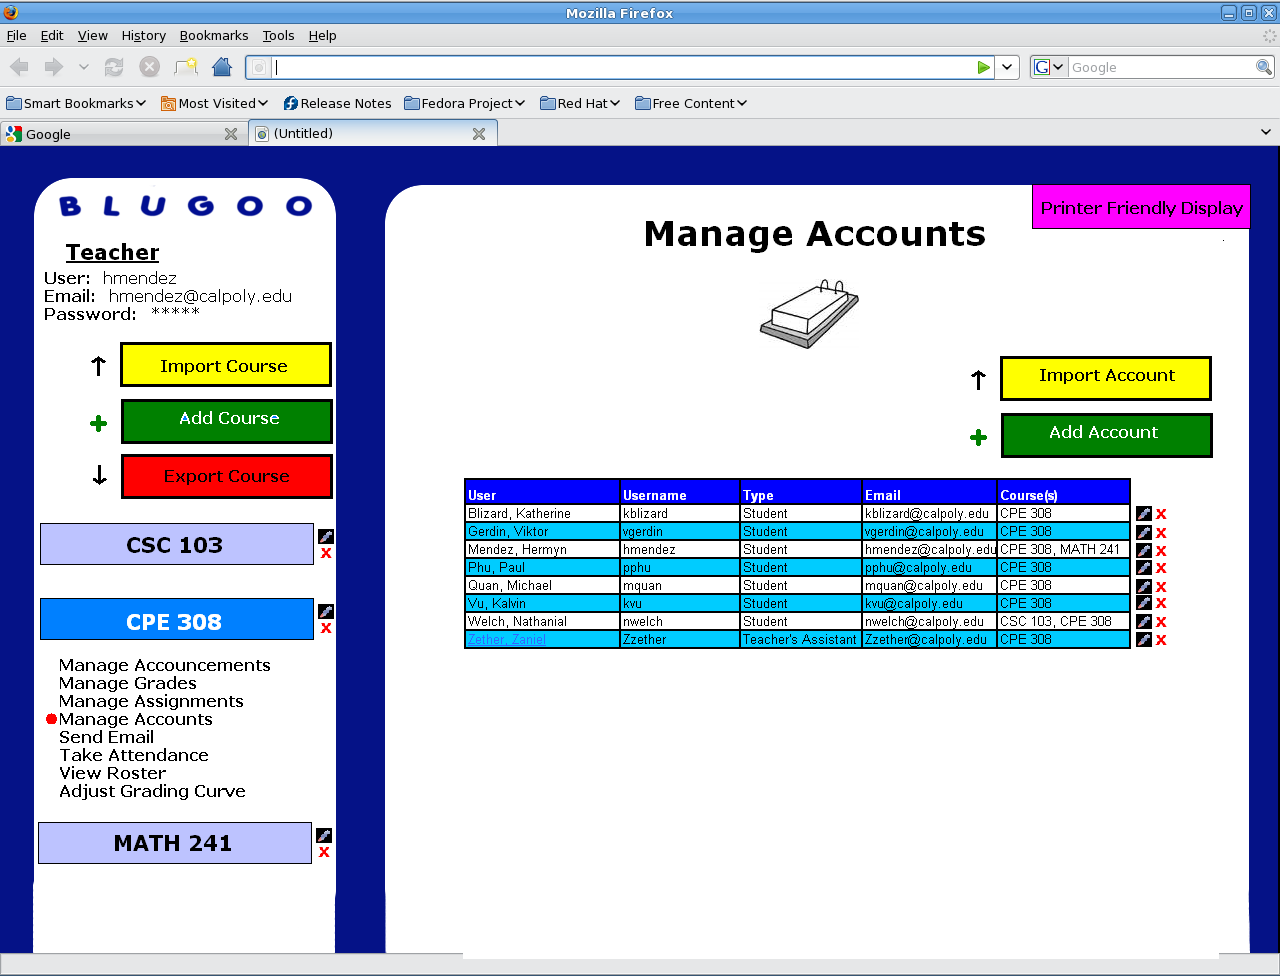 Mozilla Firefox
File Edit View History Bookmarks Tools Help
G Google
Smart Bookmarks Most Visited Release Notes Fedora Project Red Hat Free Content
Google (Untitled)
BLUGOO
Teacher
User: hmendez
Email: hmendez@calpoly.edu
Password: *****
↑ Import Course
+ Add Course
↓ Export Course
CSC 103
X
CPE 308
X
Manage Accouncements
Manage Grades
Manage Assignments
Manage Accounts
Send Email
Take Attendance
View Roster
Adjust Grading Curve
MATH 241
X
Printer Friendly Display
Manage Accounts
↑ Import Account
+ Add Account
User Username Type Email Course(s)
Blizard, Katherine kblizard Student kblizard@calpoly.edu CPE 308 X
Gerdin, Viktor vgerdin Student vgerdin@calpoly.edu CPE 308 X
Mendez, Hermyn hmendez Student hmendez@calpoly.edu CPE 308, MATH 241 X
Phu, Paul pphu Student pphu@calpoly.edu CPE 308 X
Quan, Michael mquan Student mquan@calpoly.edu CPE 308 X
Vu, Kalvin kvu Student kvu@calpoly.edu CPE 308 X
Welch, Nathanial nwelch Student nwelch@calpoly.edu CSC 103, CPE 308 X
Zether, Zaniel Zzether Teacher's Assistant Zzether@calpoly.edu CPE 308 X